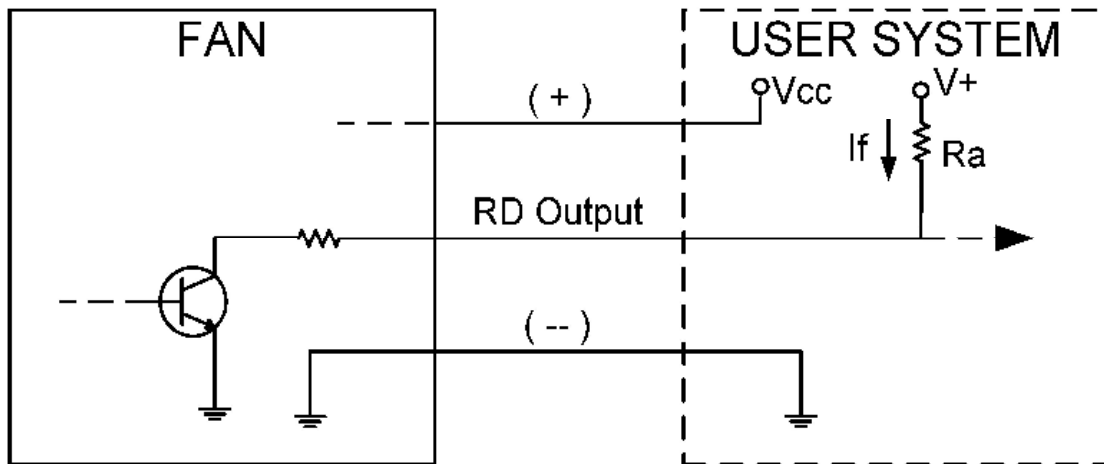 FAN
USER SYSTEM
( + )
Vcc
V+
If
Ra
RD Output
( -- )